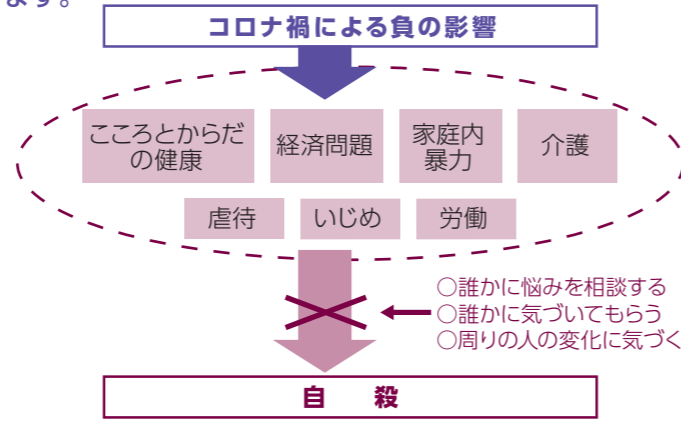 ます。
コロナ禍による負の影響
こころとからだ
の健康
経済問題
家庭内
暴力
介護
虐待
いじめ
労働
○誰かに悩みを相談する
○誰かに気づいてもらう
○周りの人の変化に気づく
自　殺